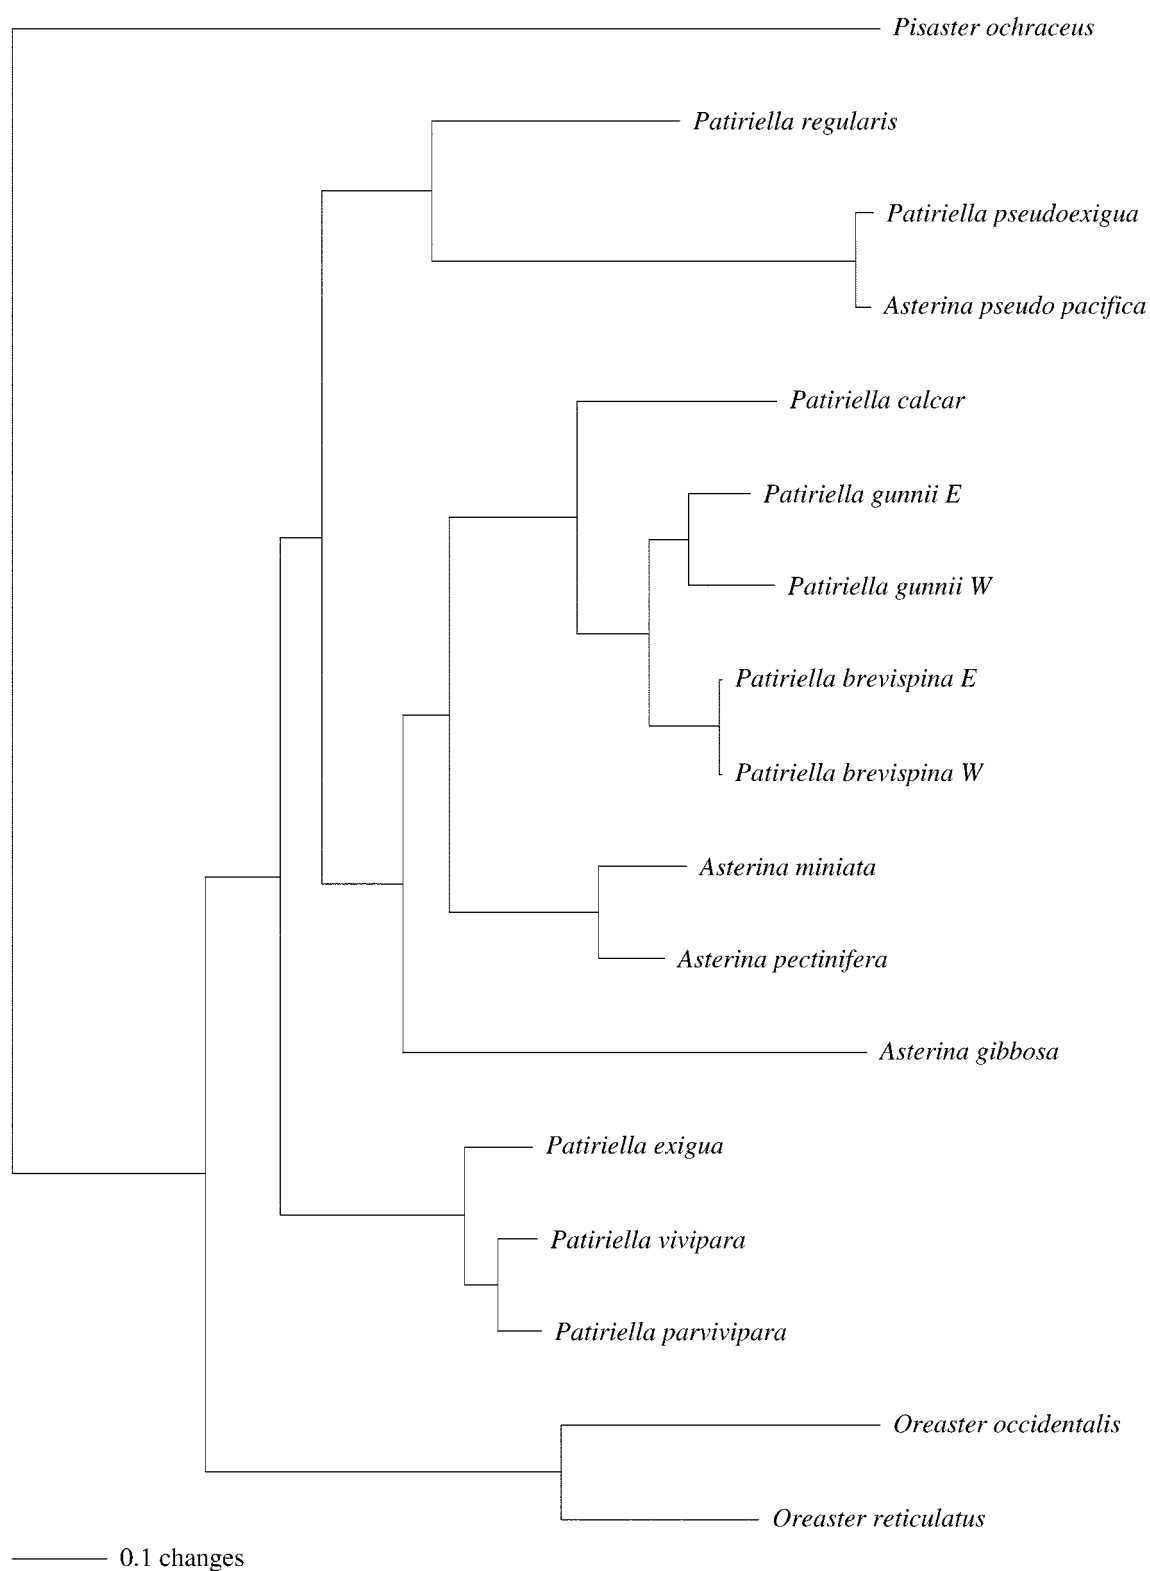 Pisaster ochraceus
Patiriella regularis
Patiriella pseudoexigua
Asterina pseudo pacifica
Patiriella calcar
Patiriella gunnii E
Patiriella gunnii W
Patiriella brevispina E
Patiriella brevispina W
Asterina miniata
Asterina pectinifera
Asterina gibbosa
Patiriella exigua
Patiriella vivipara
Patiriella parvivipara
Oreaster occidentalis
Oreaster reticulatus
0.1 changes